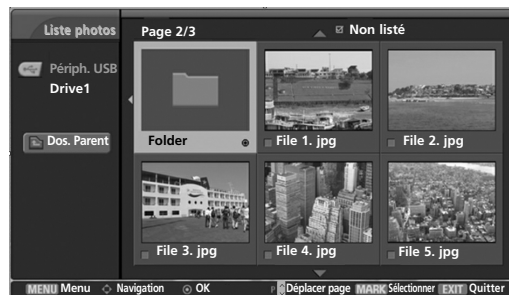 Liste photos
Page 2/3
Non listé
Périph. USB
Drive1
Dos. Parent
Folder
File 1. jpg
File 2. jpg
File 3. jpg
File 4. jpg
File 5. jpg
MENU Menu Navigation OK P Déplacer page MARK Sélectionner EXIT Quitter